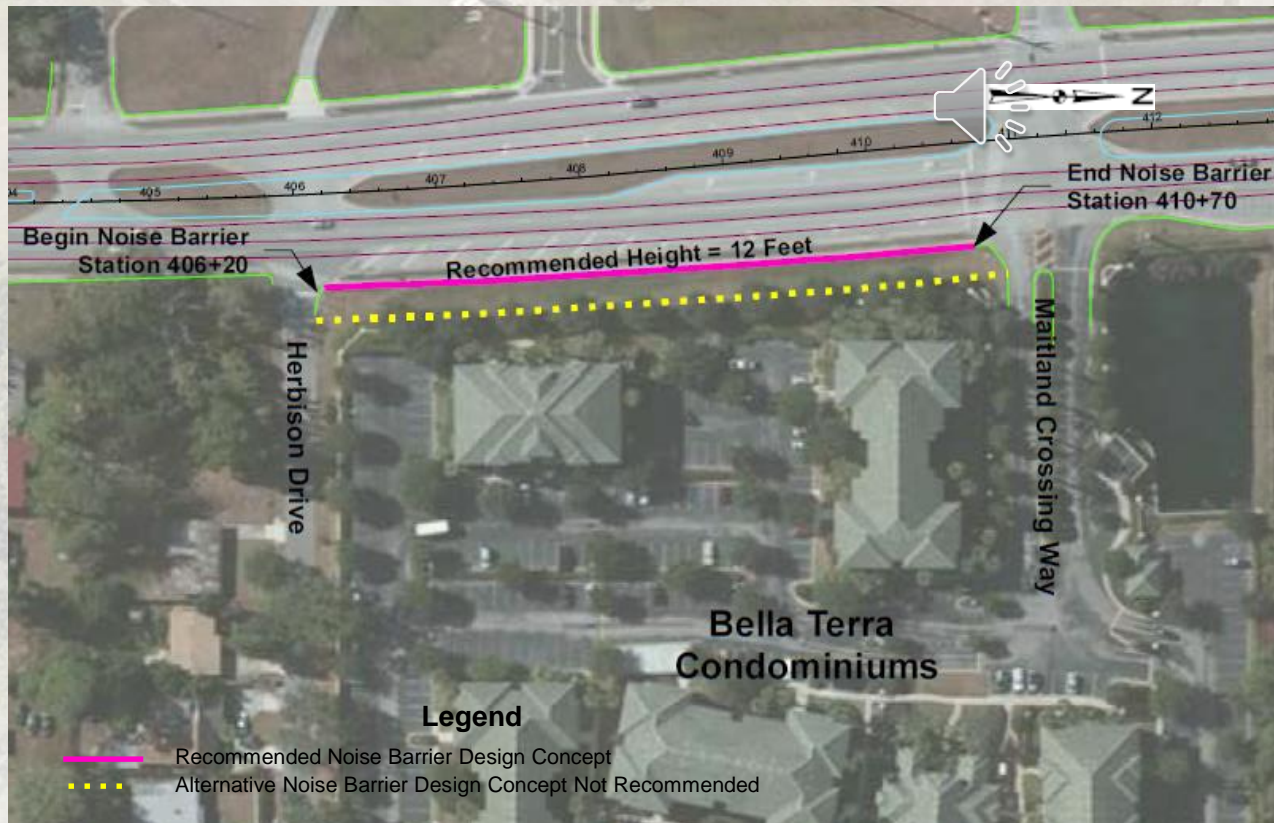 N
04
405
406
407
408
409
410
411
412
End Noise Barrier
Station 410+70
Begin Noise Barrier
Station 406+20
Recommended Height = 12 Feet
Herbison Drive
Maitland Crossing Way
Bella Terra
Condominiums
Legend
Recommended Noise Barrier Design Concept
Alternative Noise Barrier Design Concept Not Recommended